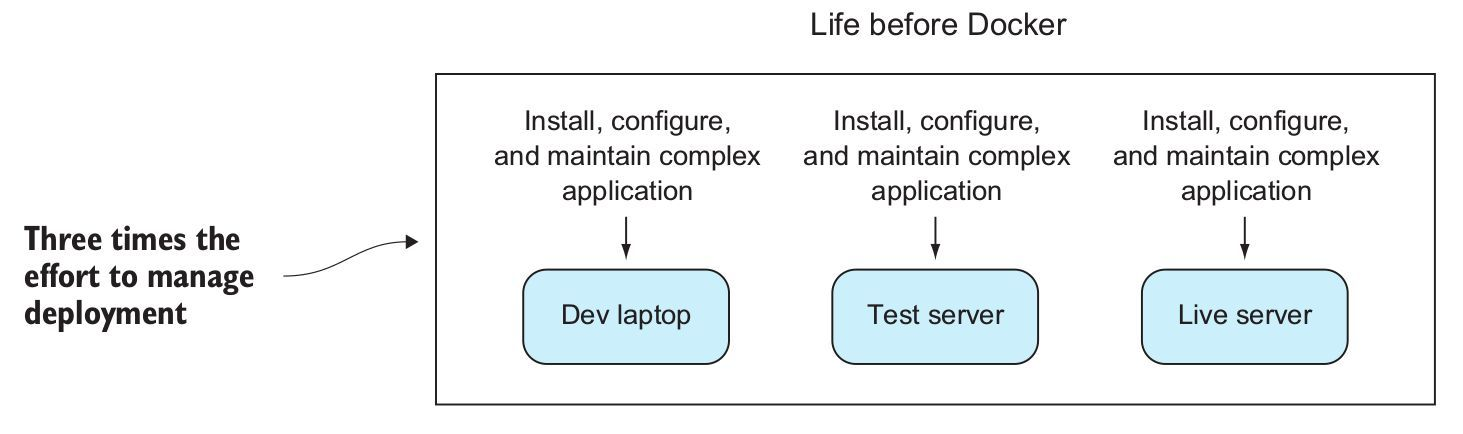 Life before Docker
Install, configure,
and maintain complex
application
Install, configure,
and maintain complex
application
Install, configure,
and maintain complex
application
Three times the
effort to manage
deployment
Dev laptop
Test server
Live server